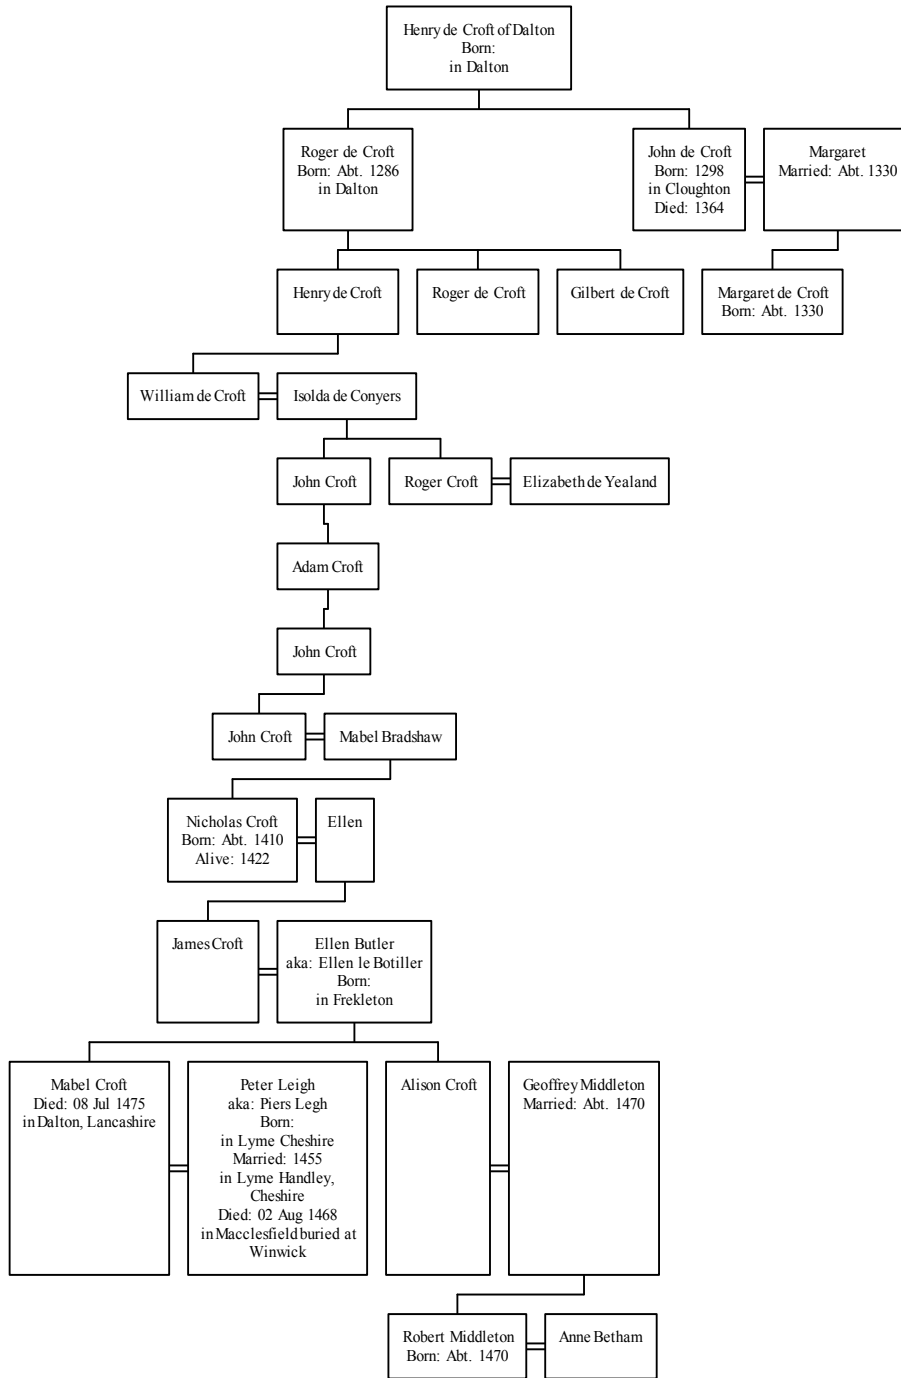 Henry de Croft of Dalton
Born:
in Dalton
Roger de Croft
Born: Abt. 1286
in Dalton
John de Croft
Born: 1298
in Cloughton
Died: 1364
Margaret
Married: Abt. 1330
Henry de Croft
Roger de Croft
Gilbert de Croft
Margaret de Croft
Born: Abt. 1330
William de Croft
Isolda de Conyers
John Croft
Roger Croft
Elizabeth de Yealand
Adam Croft
John Croft
John Croft
Mabel Bradshaw
Nicholas Croft
Born: Abt. 1410
Alive: 1422
Ellen
James Croft
Ellen Butler
aka: Ellen le Botiller
Born:
in Frekleton
Mabel Croft
Died: 08 Jul 1475
in Dalton, Lancashire
Peter Leigh
aka: Piers Legh
Born:
in Lyme Cheshire
Married: 1455
in Lyme Handley,
Cheshire
Died: 02 Aug 1468
in Macclesfield buried at
Winwick
Alison Croft
Geoffrey Middleton
Married: Abt. 1470
Robert Middleton
Born: Abt. 1470
Anne Betham